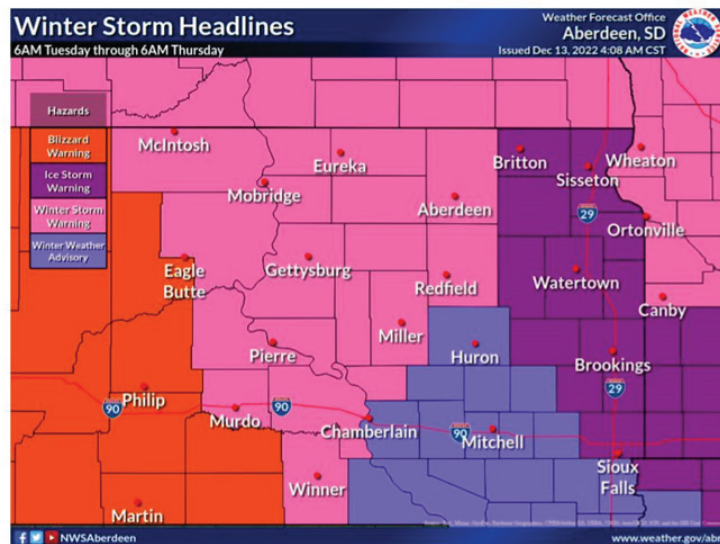 Winter Storm Headlines
6AM Tuesday through 6AM Thursday
Weather Forecast Office
Aberdeen, SD
Issued Dec 13, 2022 4:08 AM CST
Hazards
Blizzard
Warning
Ice Storm
Warning
Winter Storm
Warning
Winter Weather
Advisory
McIntosh
Eureka
Britton
Wheaton
Sisseton
Mobridge
Aberdeen
29
Ortonville
Eagle
Butte
Gettysburg
Redfield
Watertown
Canby
Miller
Pierre
Huron
Brookings
Philip
90
Murdo
90
29
Chamberlain
90
Mitchell
Sioux
Falls
Winner
Martin
NWSAberdeen
www.weather.gov/abr